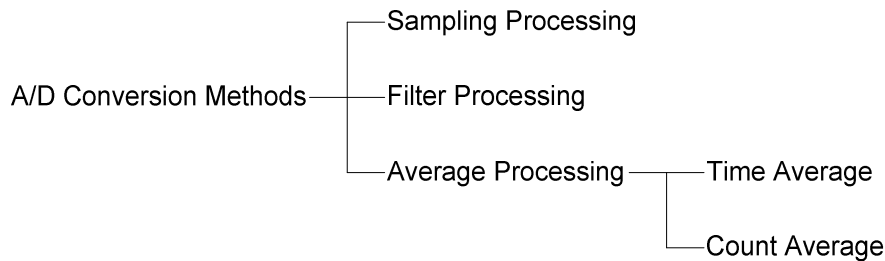 Sampling Processing
A/D Conversion Methods
Filter Processing
Average Processing
Time Average
Count Average